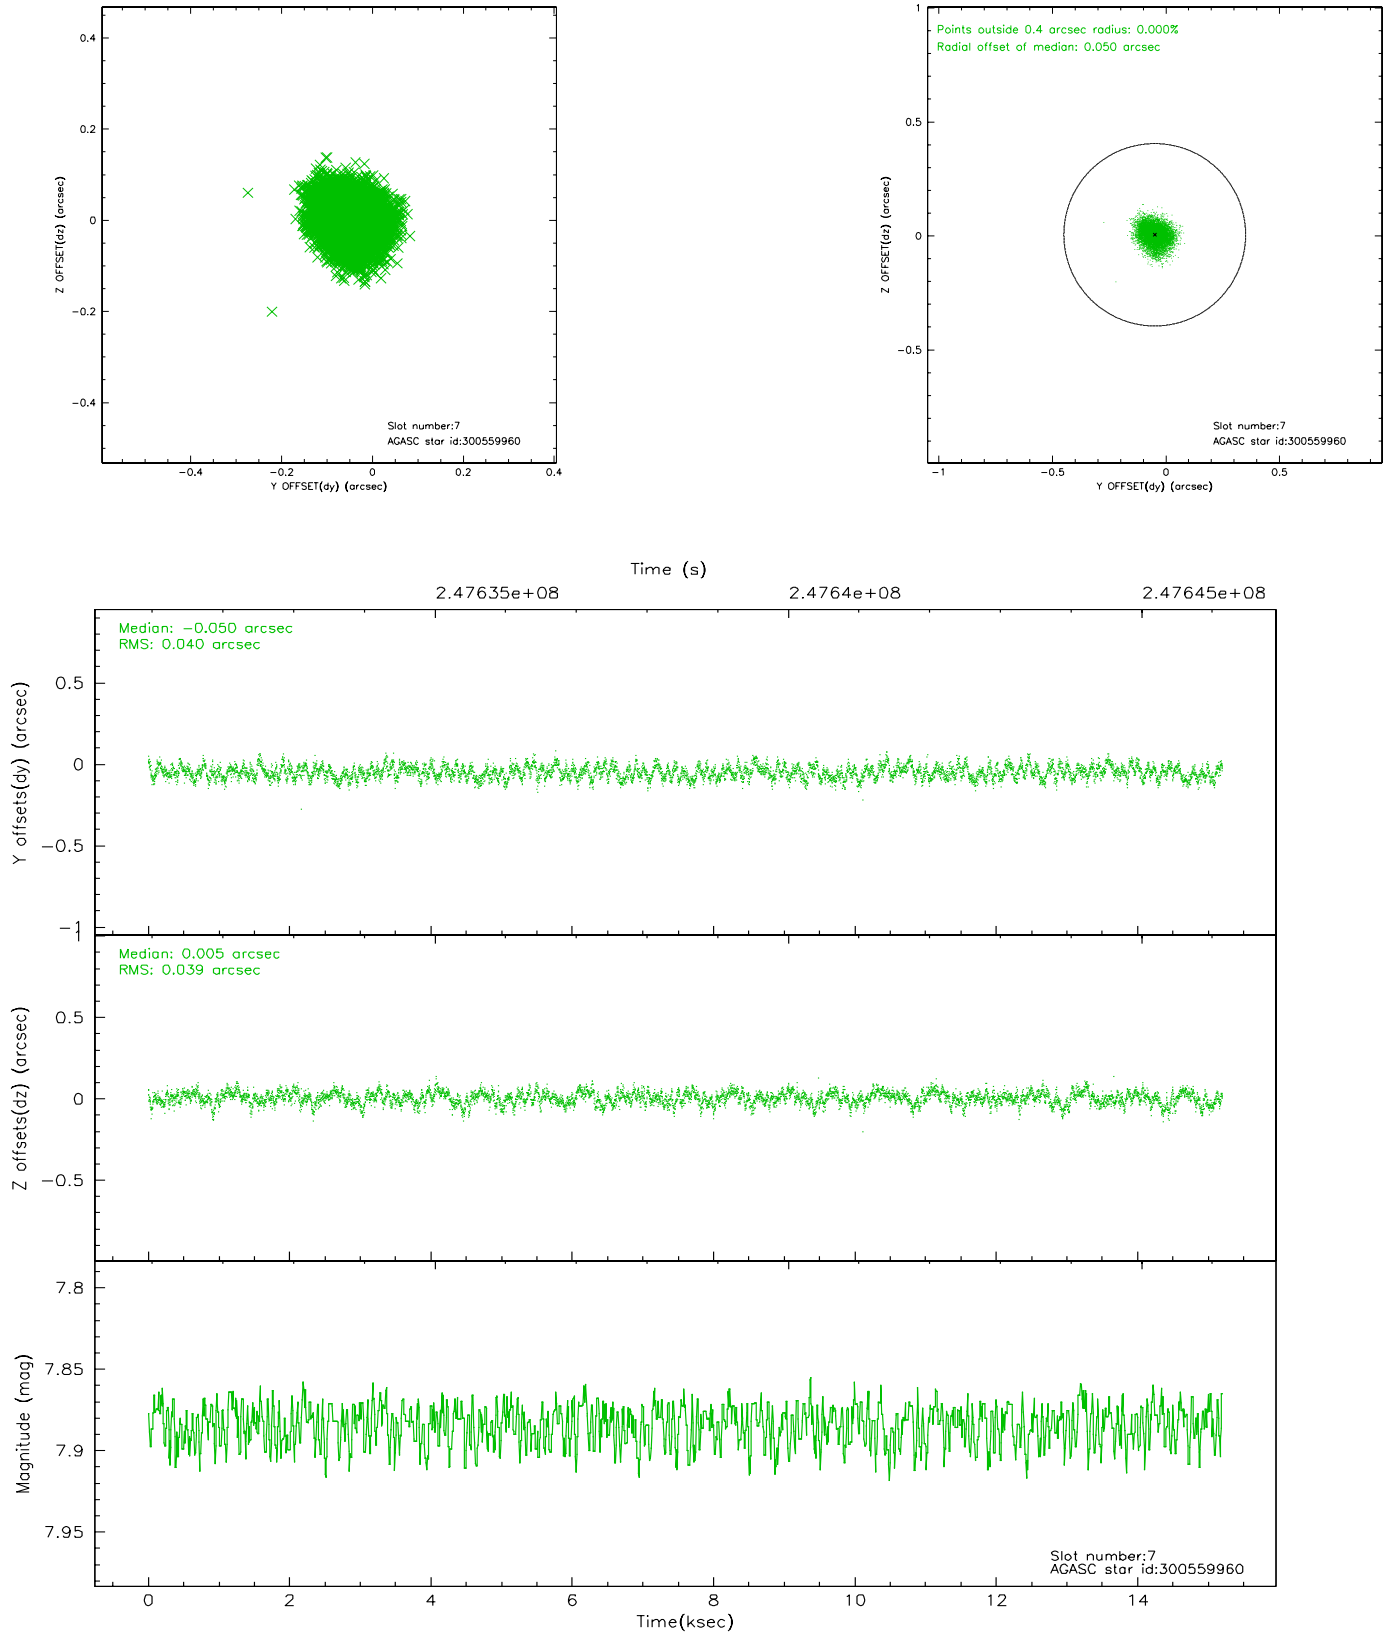 0.4
0.2
0
−0.2
−0.4
Z OFFSET(dz) (arcsec)
Slot number:7
AGASC star id:300559960
−0.4 −0.2 0 0.2 0.4
Y OFFSET(dy) (arcsec)
Points outside 0.4 arcsec radius: 0.000%
Radial offset of median: 0.050 arcsec
1
0.5
0
−0.5
Z OFFSET(dz) (arcsec)
Slot number:7
AGASC star id:300559960
−1 −0.5 0 0.5
Y OFFSET(dy) (arcsec)
Time (s)
2.47635e+08 2.4764e+08 2.47645e+08
Median: −0.050 arcsec
RMS: 0.040 arcsec
0.5
0
−0.5
−1
Y offsets(dy) (arcsec)
Median: 0.005 arcsec
RMS: 0.039 arcsec
1
0.5
0
−0.5
Z offsets(dz) (arcsec)
7.8
7.85
7.9
7.95
Magnitude (mag)
Slot number:7
AGASC star id:300559960
0 2 4 6 8 10 12 14
Time(ksec)